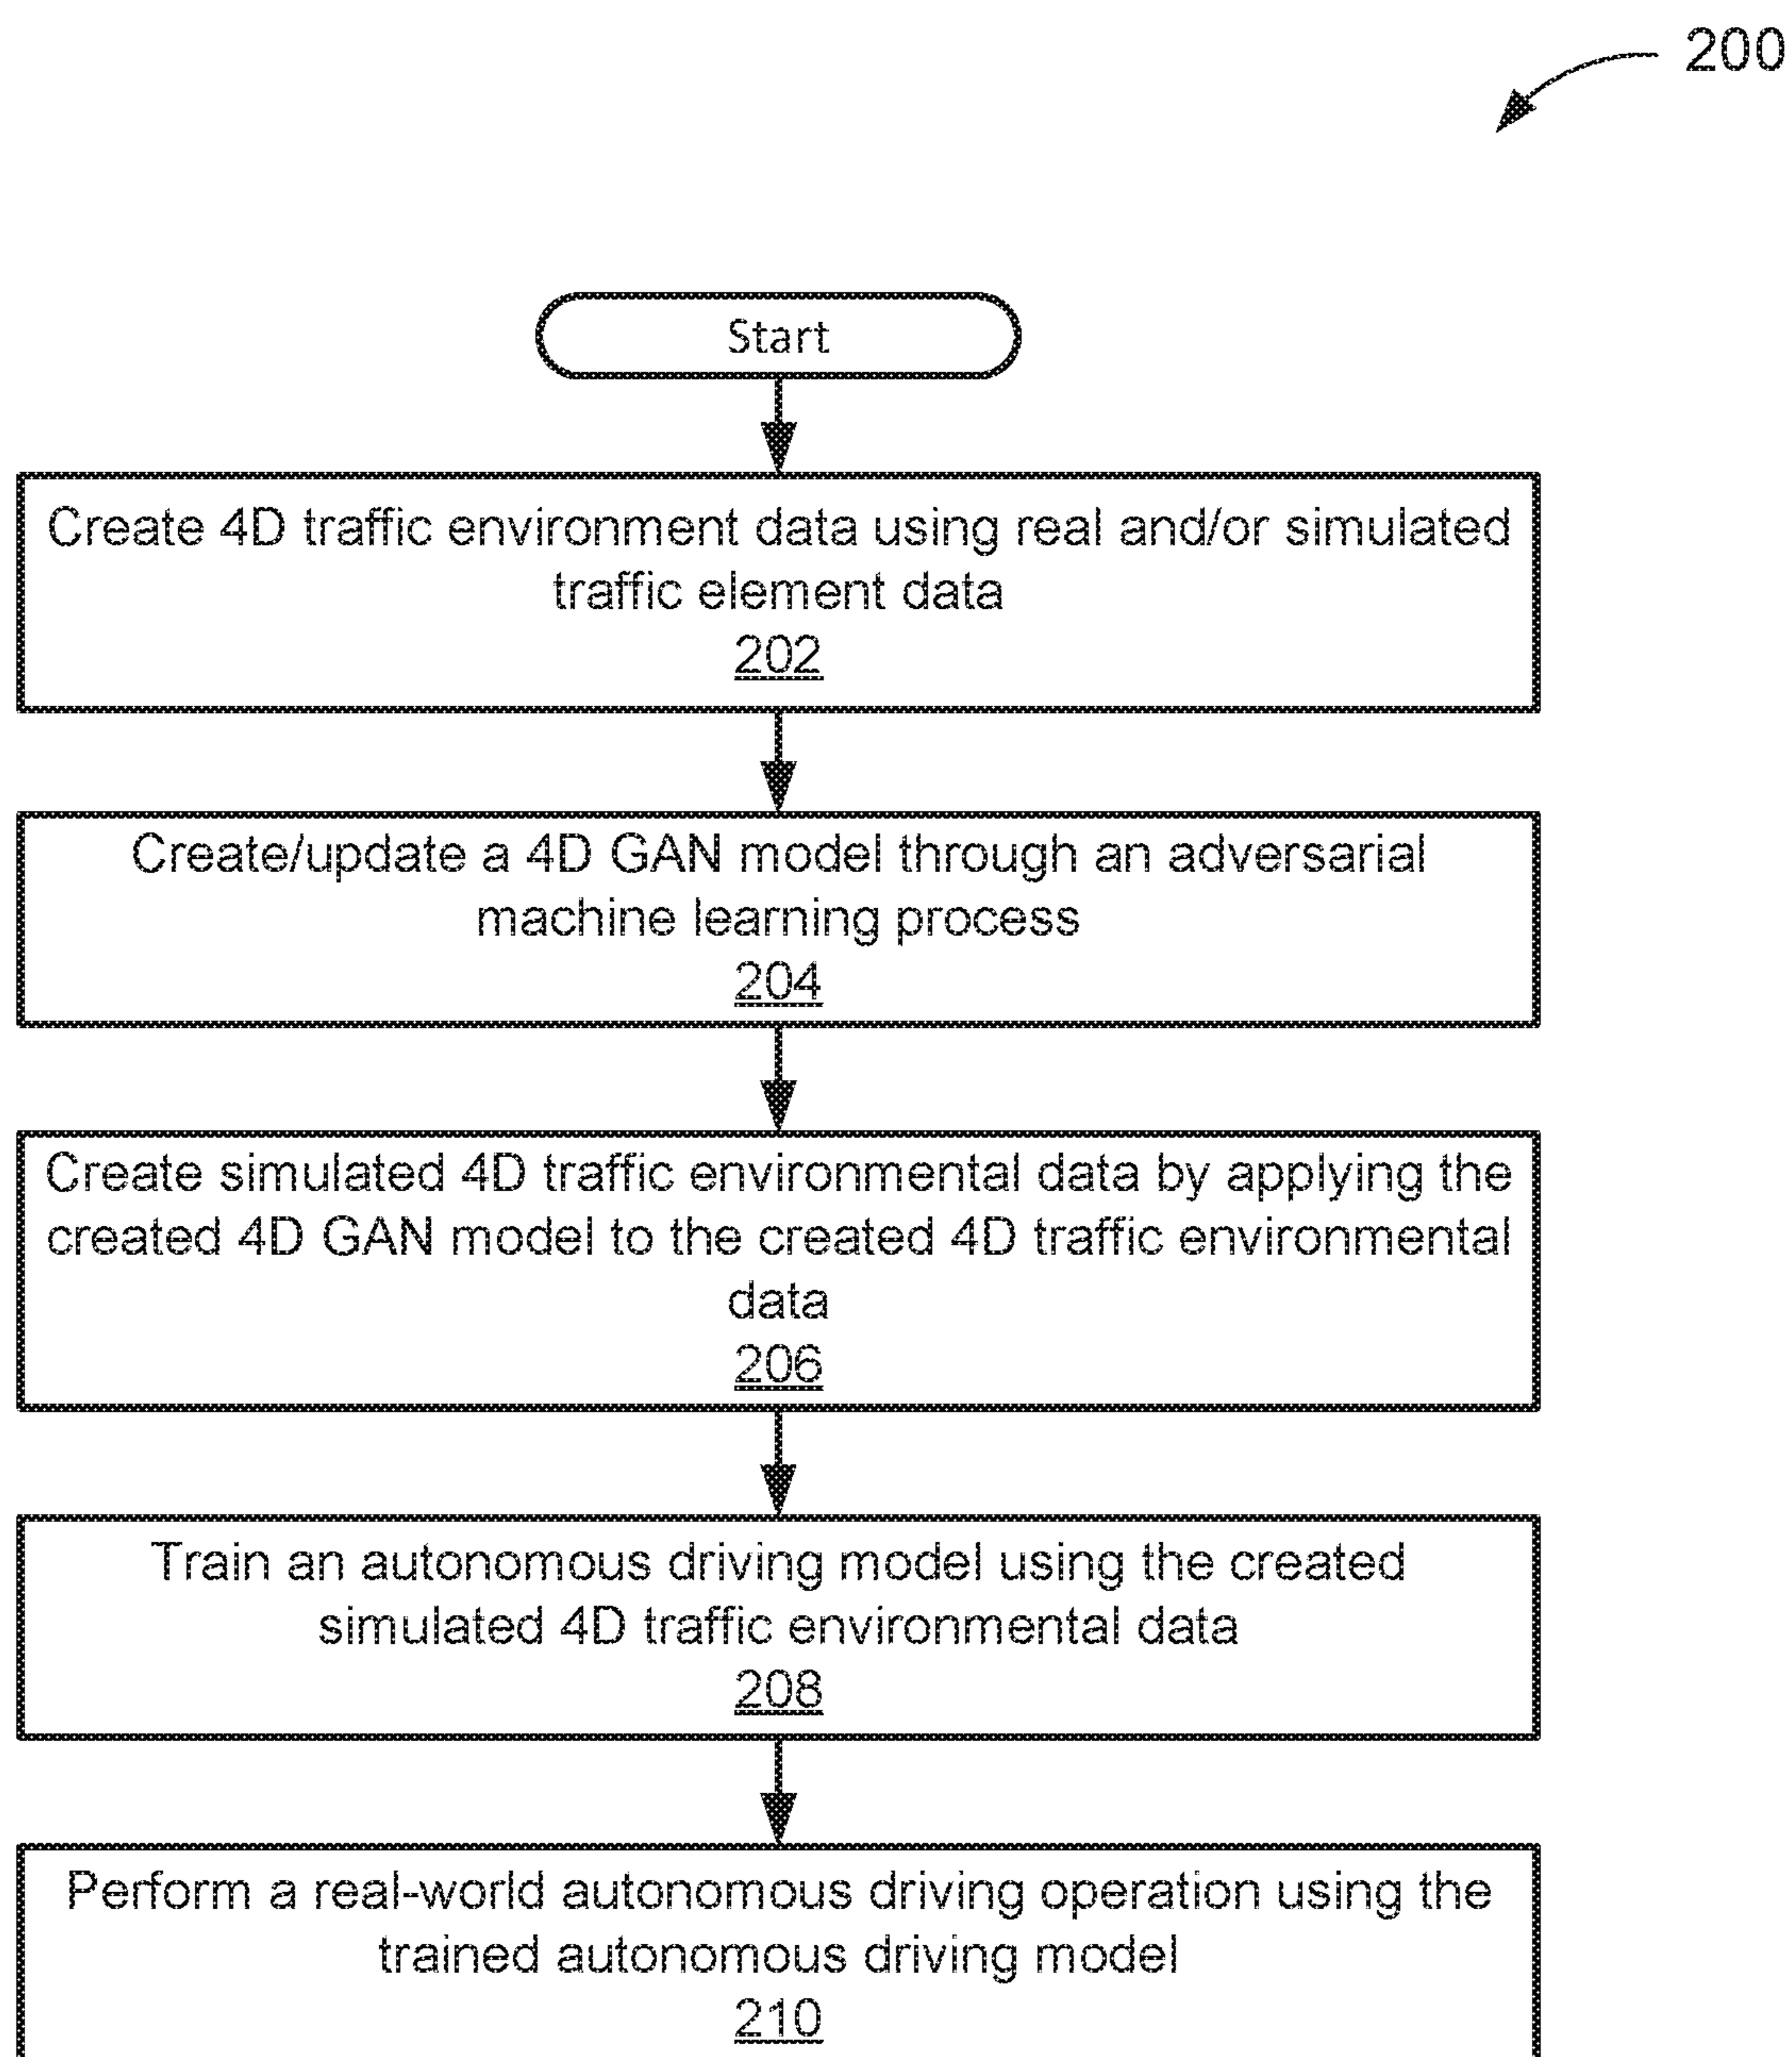 200
Start
Create 4D traffic environment data using real and/or simulated
traffic element data
202
Create/update a 4D GAN model through an adversarial
machine learning process
204
Create simulated 4D traffic environmental data by applying the
created 4D GAN model to the created 4D traffic environmental
data
206
Train an autonomous driving model using the created
simulated 4D traffic environmental data
208
Perform a real-world autonomous driving operation using the
trained autonomous driving model
210